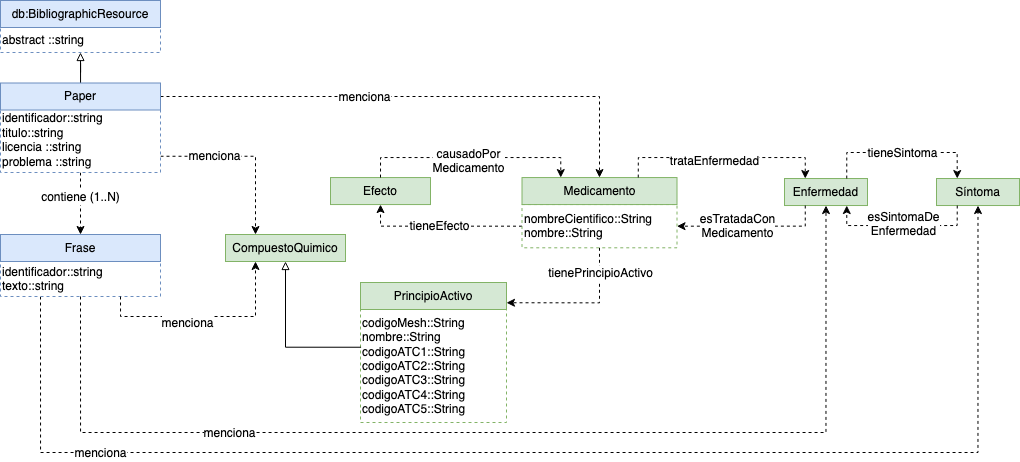 db:BibliographicResource
abstract ::string
Paper
identificador::string
titulo::string
licencia ::string
problema ::string
menciona
menciona
contiene (1..N)
Frase
identificador::string
texto::string
menciona
CompuestoQuimico
Efecto
causadoPor
Medicamento
tieneEfecto
Medicamento
nombreCientifico::String
nombre::String
trataEnfermedad
esTratadaCon
Medicamento
Enfermedad
tieneSintoma
Síntoma
esSintomaDe
Enfermedad
tienePrincipioActivo
PrincipioActivo
codigoMesh::String
nombre::String
codigoATC1::String
codigoATC2::String
codigoATC3::String
codigoATC4::String
codigoATC5::String
menciona
menciona